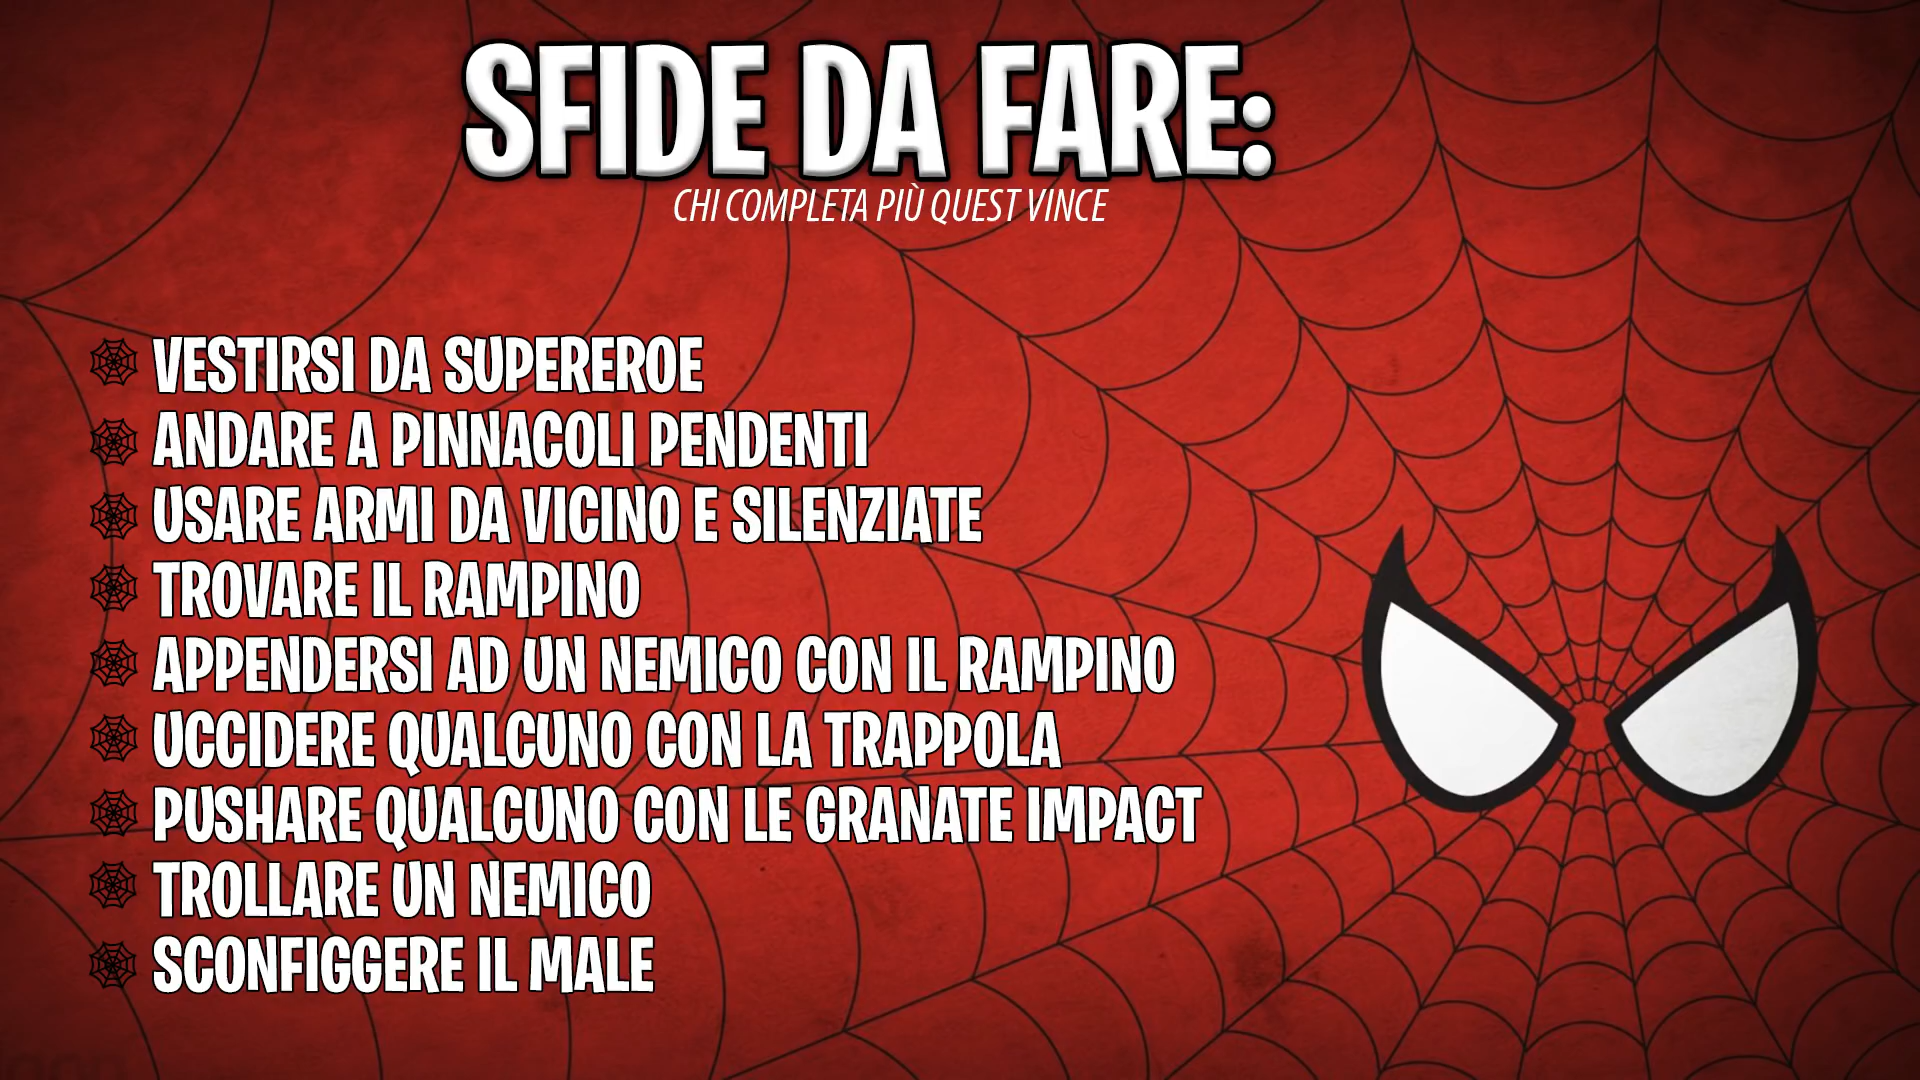 SFIDE DA FARE:
CHI COMPLETA PIÙ QUEST VINCE
VESTIRSI DA SUPEREROE
ANDARE A PINNACOLI PENDENTI
USARE ARMI DA VICINO E SILENZIATE
TROVARE IL RAMPINO
APPENDERSI AD UN NEMICO CON IL RAMPINO
UCCIDERE QUALCUNO CON LA TRAPPOLA
PUSHARE QUALCUNO CON LE GRANATE IMPACT
TROLLARE UN NEMICO
SCONFIGGERE IL MALE